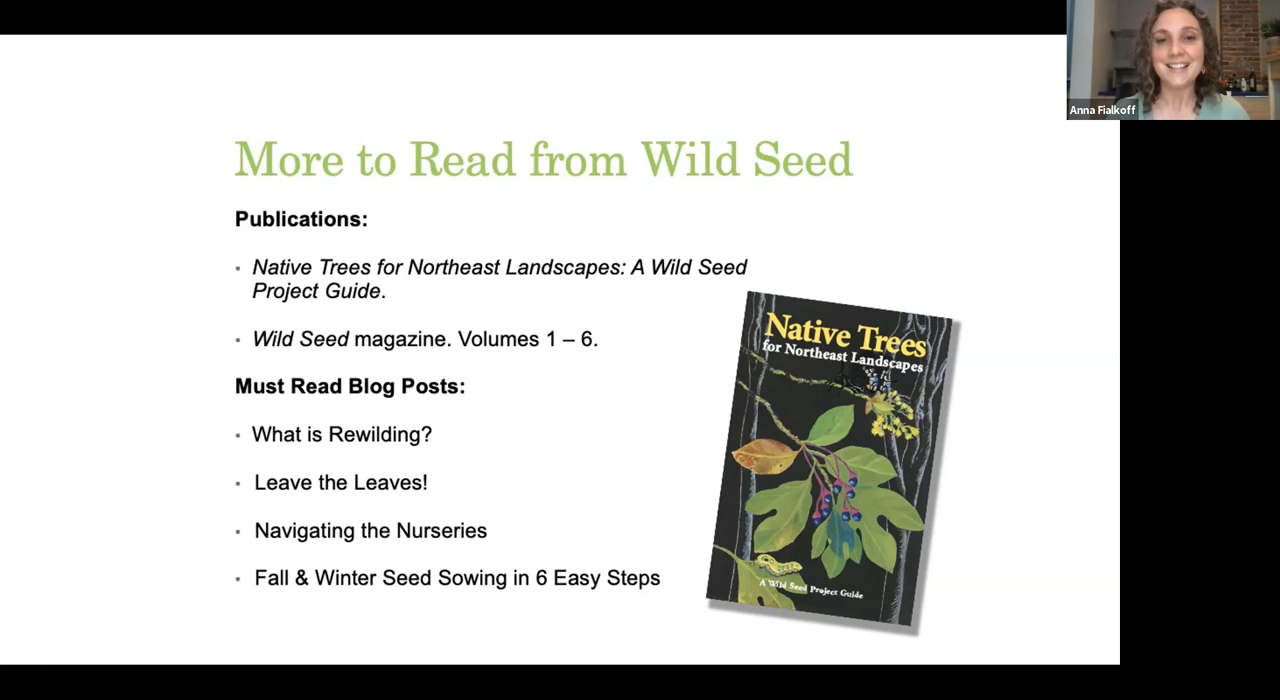 Anna Fialkoff
More to Read from Wild Seed
Publications:
• Native Trees for Northeast Landscapes: A Wild Seed
Project Guide.
• Wild Seed magazine. Volumes 1 – 6.
Must Read Blog Posts:
• What is Rewilding?
• Leave the Leaves!
• Navigating the Nurseries
• Fall & Winter Seed Sowing in 6 Easy Steps
Native Trees
for Northeast Landscapes
A Wild Seed Project Guide